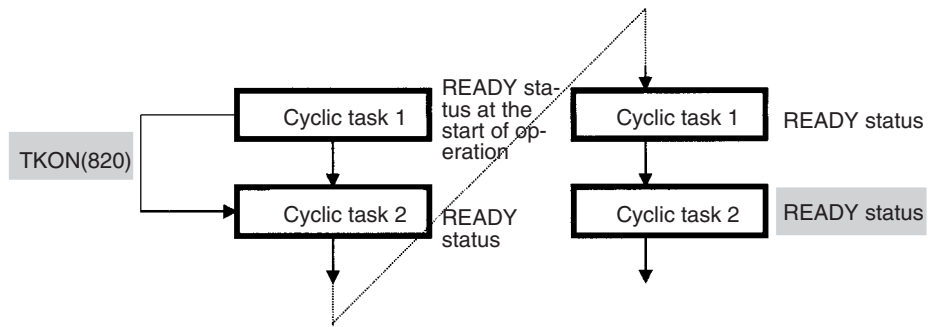 TKON(820)
Cyclic task 1
READY sta-
tus at the
start of op-
eration
Cyclic task 2
READY
status
Cyclic task 1
READY status
Cyclic task 2
READY status